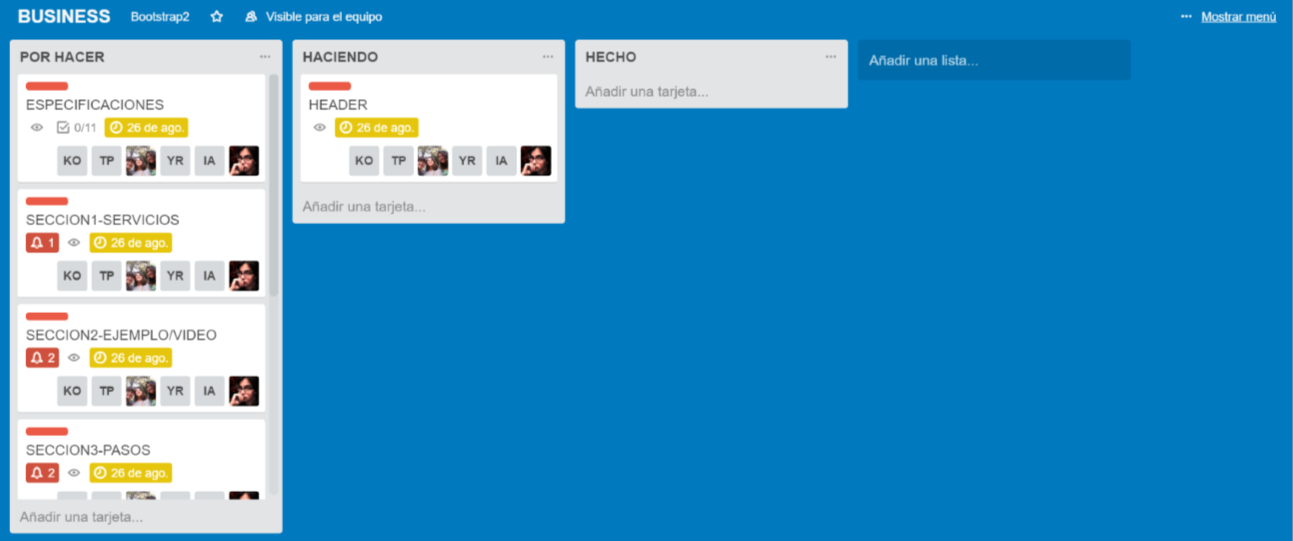 BUSINESS Bootstrap2 Visible para el equipo ... Mostrar menú
POR HACER ...
ESPECIFICACIONES
0/11 26 de ago.
KO TP YR IA
SECCION1-SERVICIOS
1 26 de ago.
KO TP YR IA
SECCION2-EJEMPLO/VIDEO
2 26 de ago.
KO TP YR IA
SECCION3-PASOS
2 26 de ago.
Añadir una tarjeta...
HACIENDO ...
HEADER
26 de ago.
KO TP YR IA
Añadir una tarjeta...
HECHO ...
Añadir una tarjeta...
Añadir una lista...